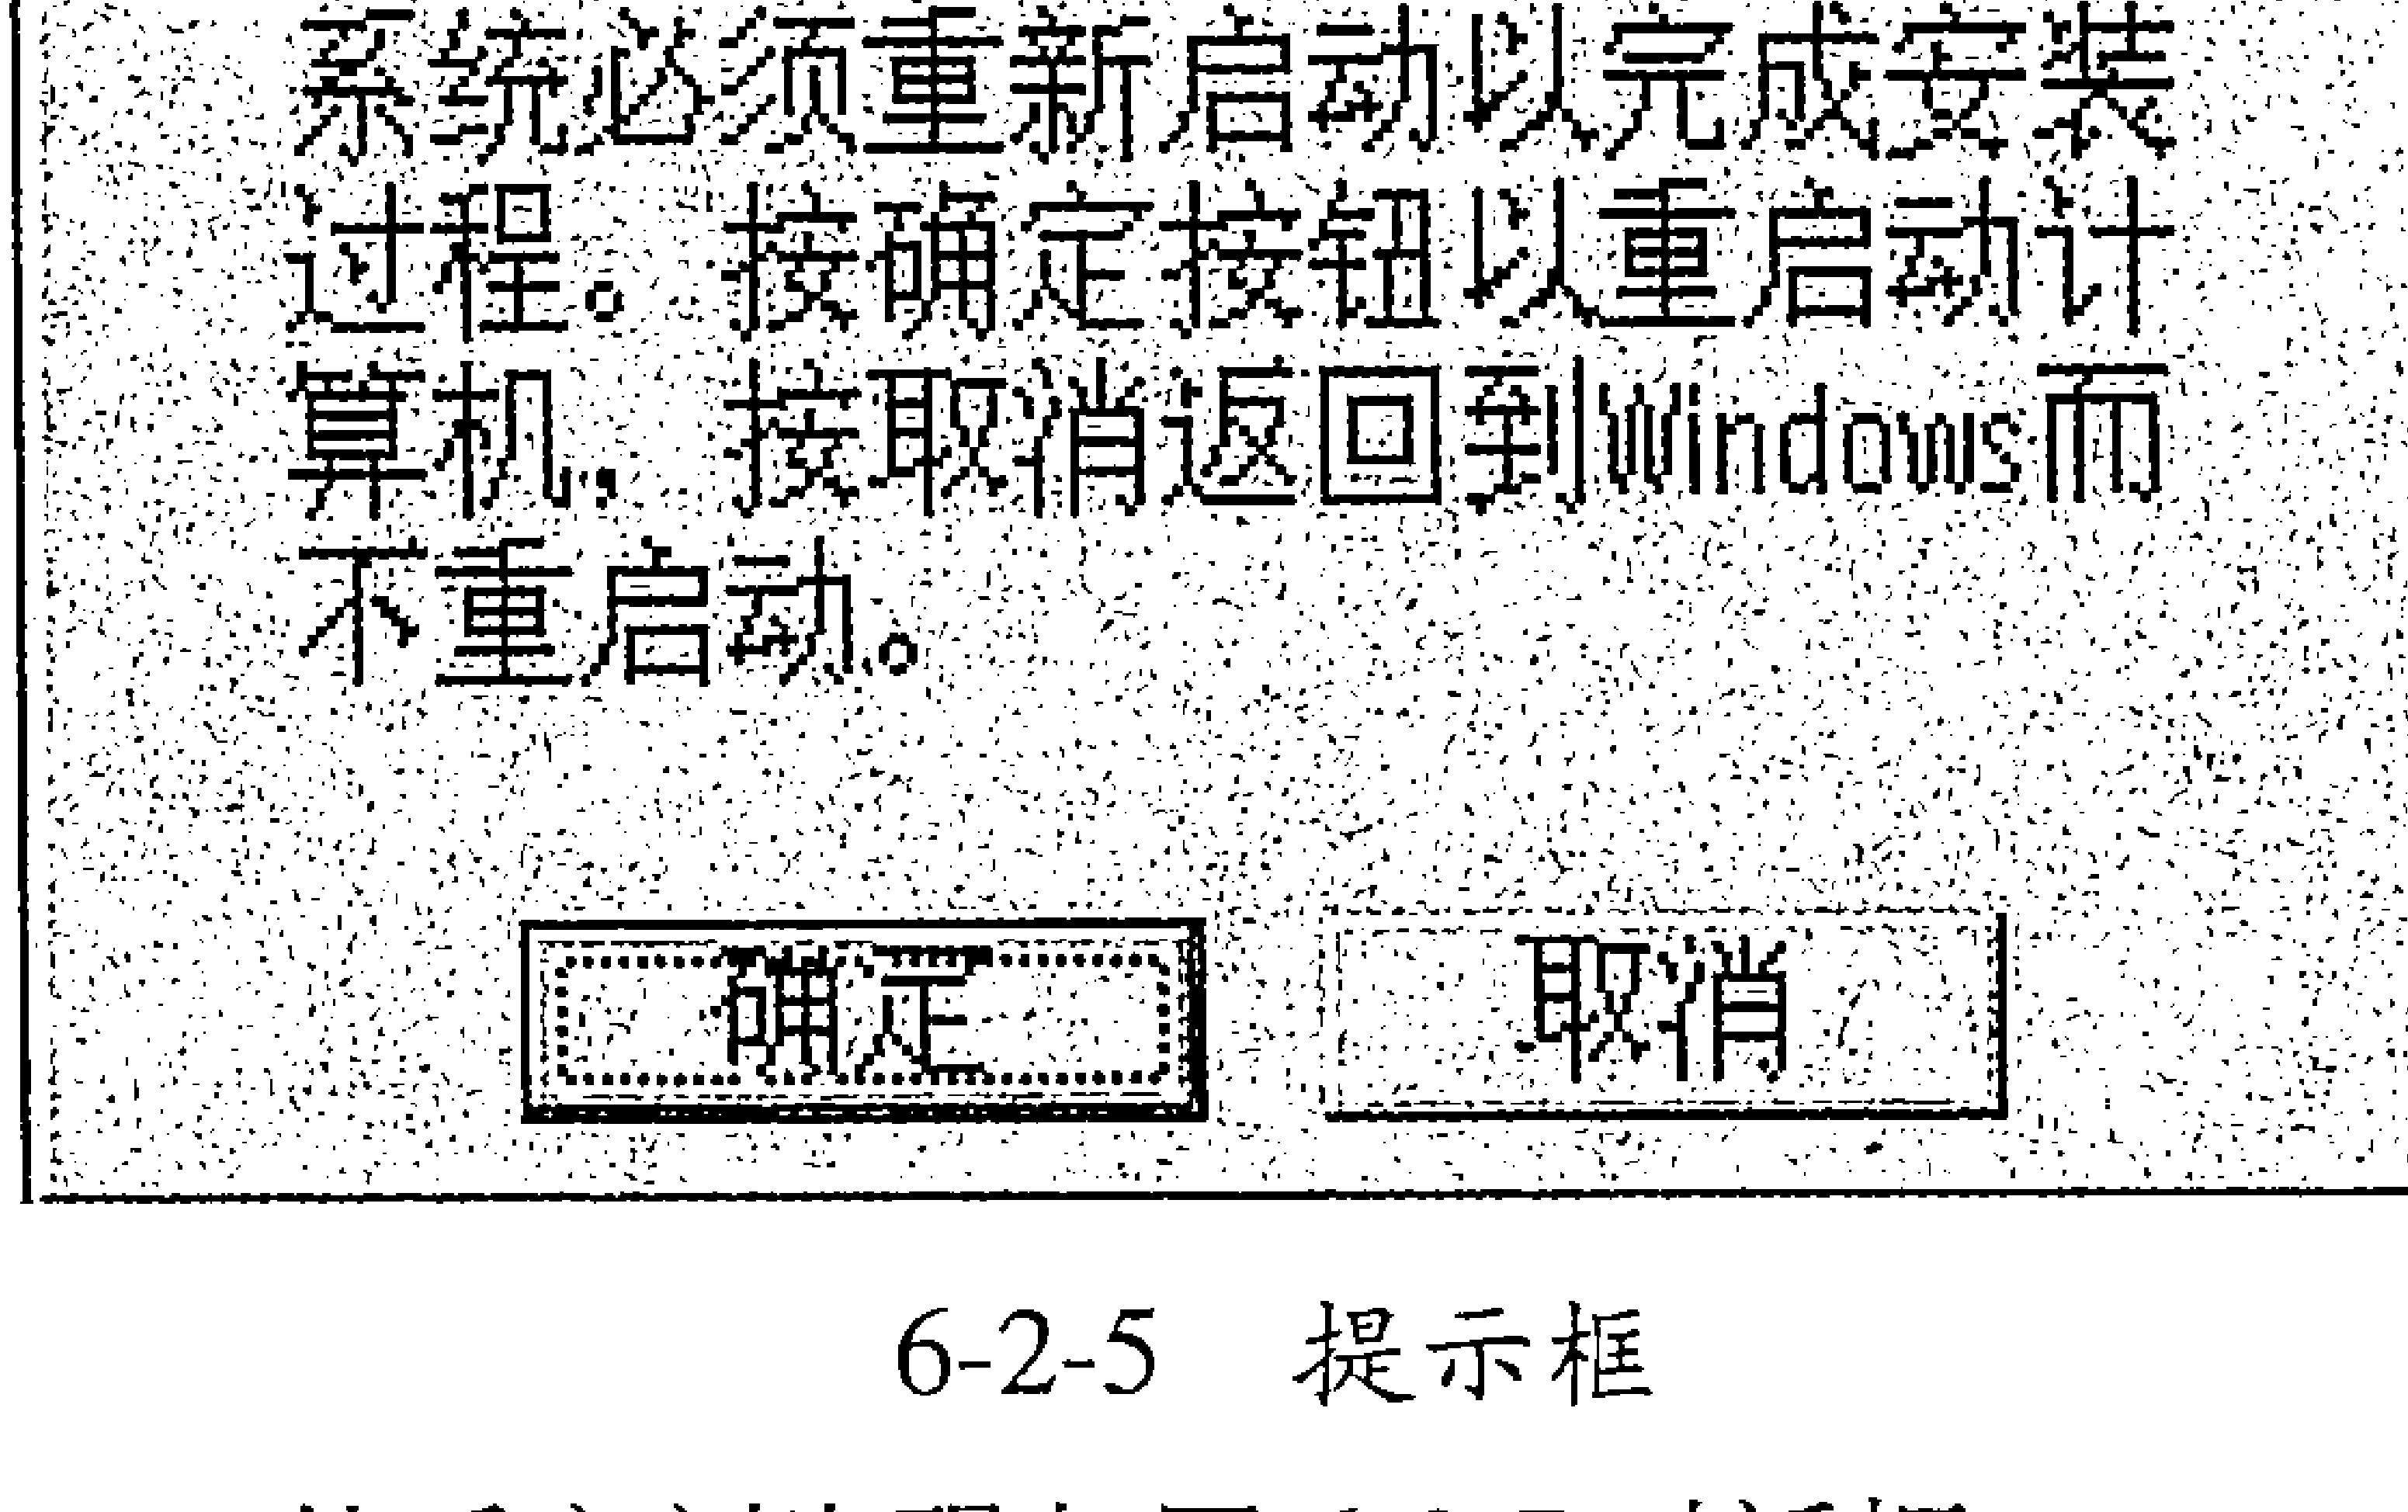 系统必须重新启动以完成安装
过程。按确定按钮以重启动计
算机，按取消返回到Windows而
不重启动。
确定 取消
6-2-5 提示框